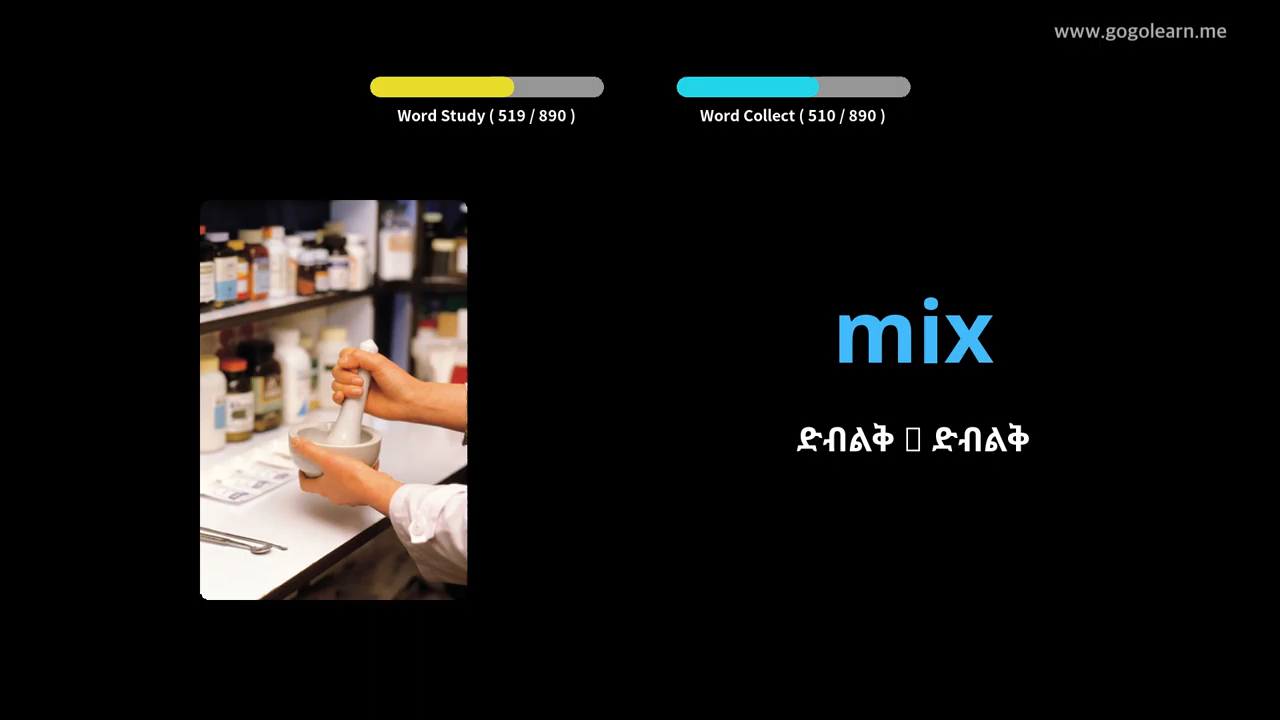 www.gogolearn.me
Word Study ( 519 / 890 )
Word Collect ( 510 / 890 )
mix
ድብልቅ ድብልቅ